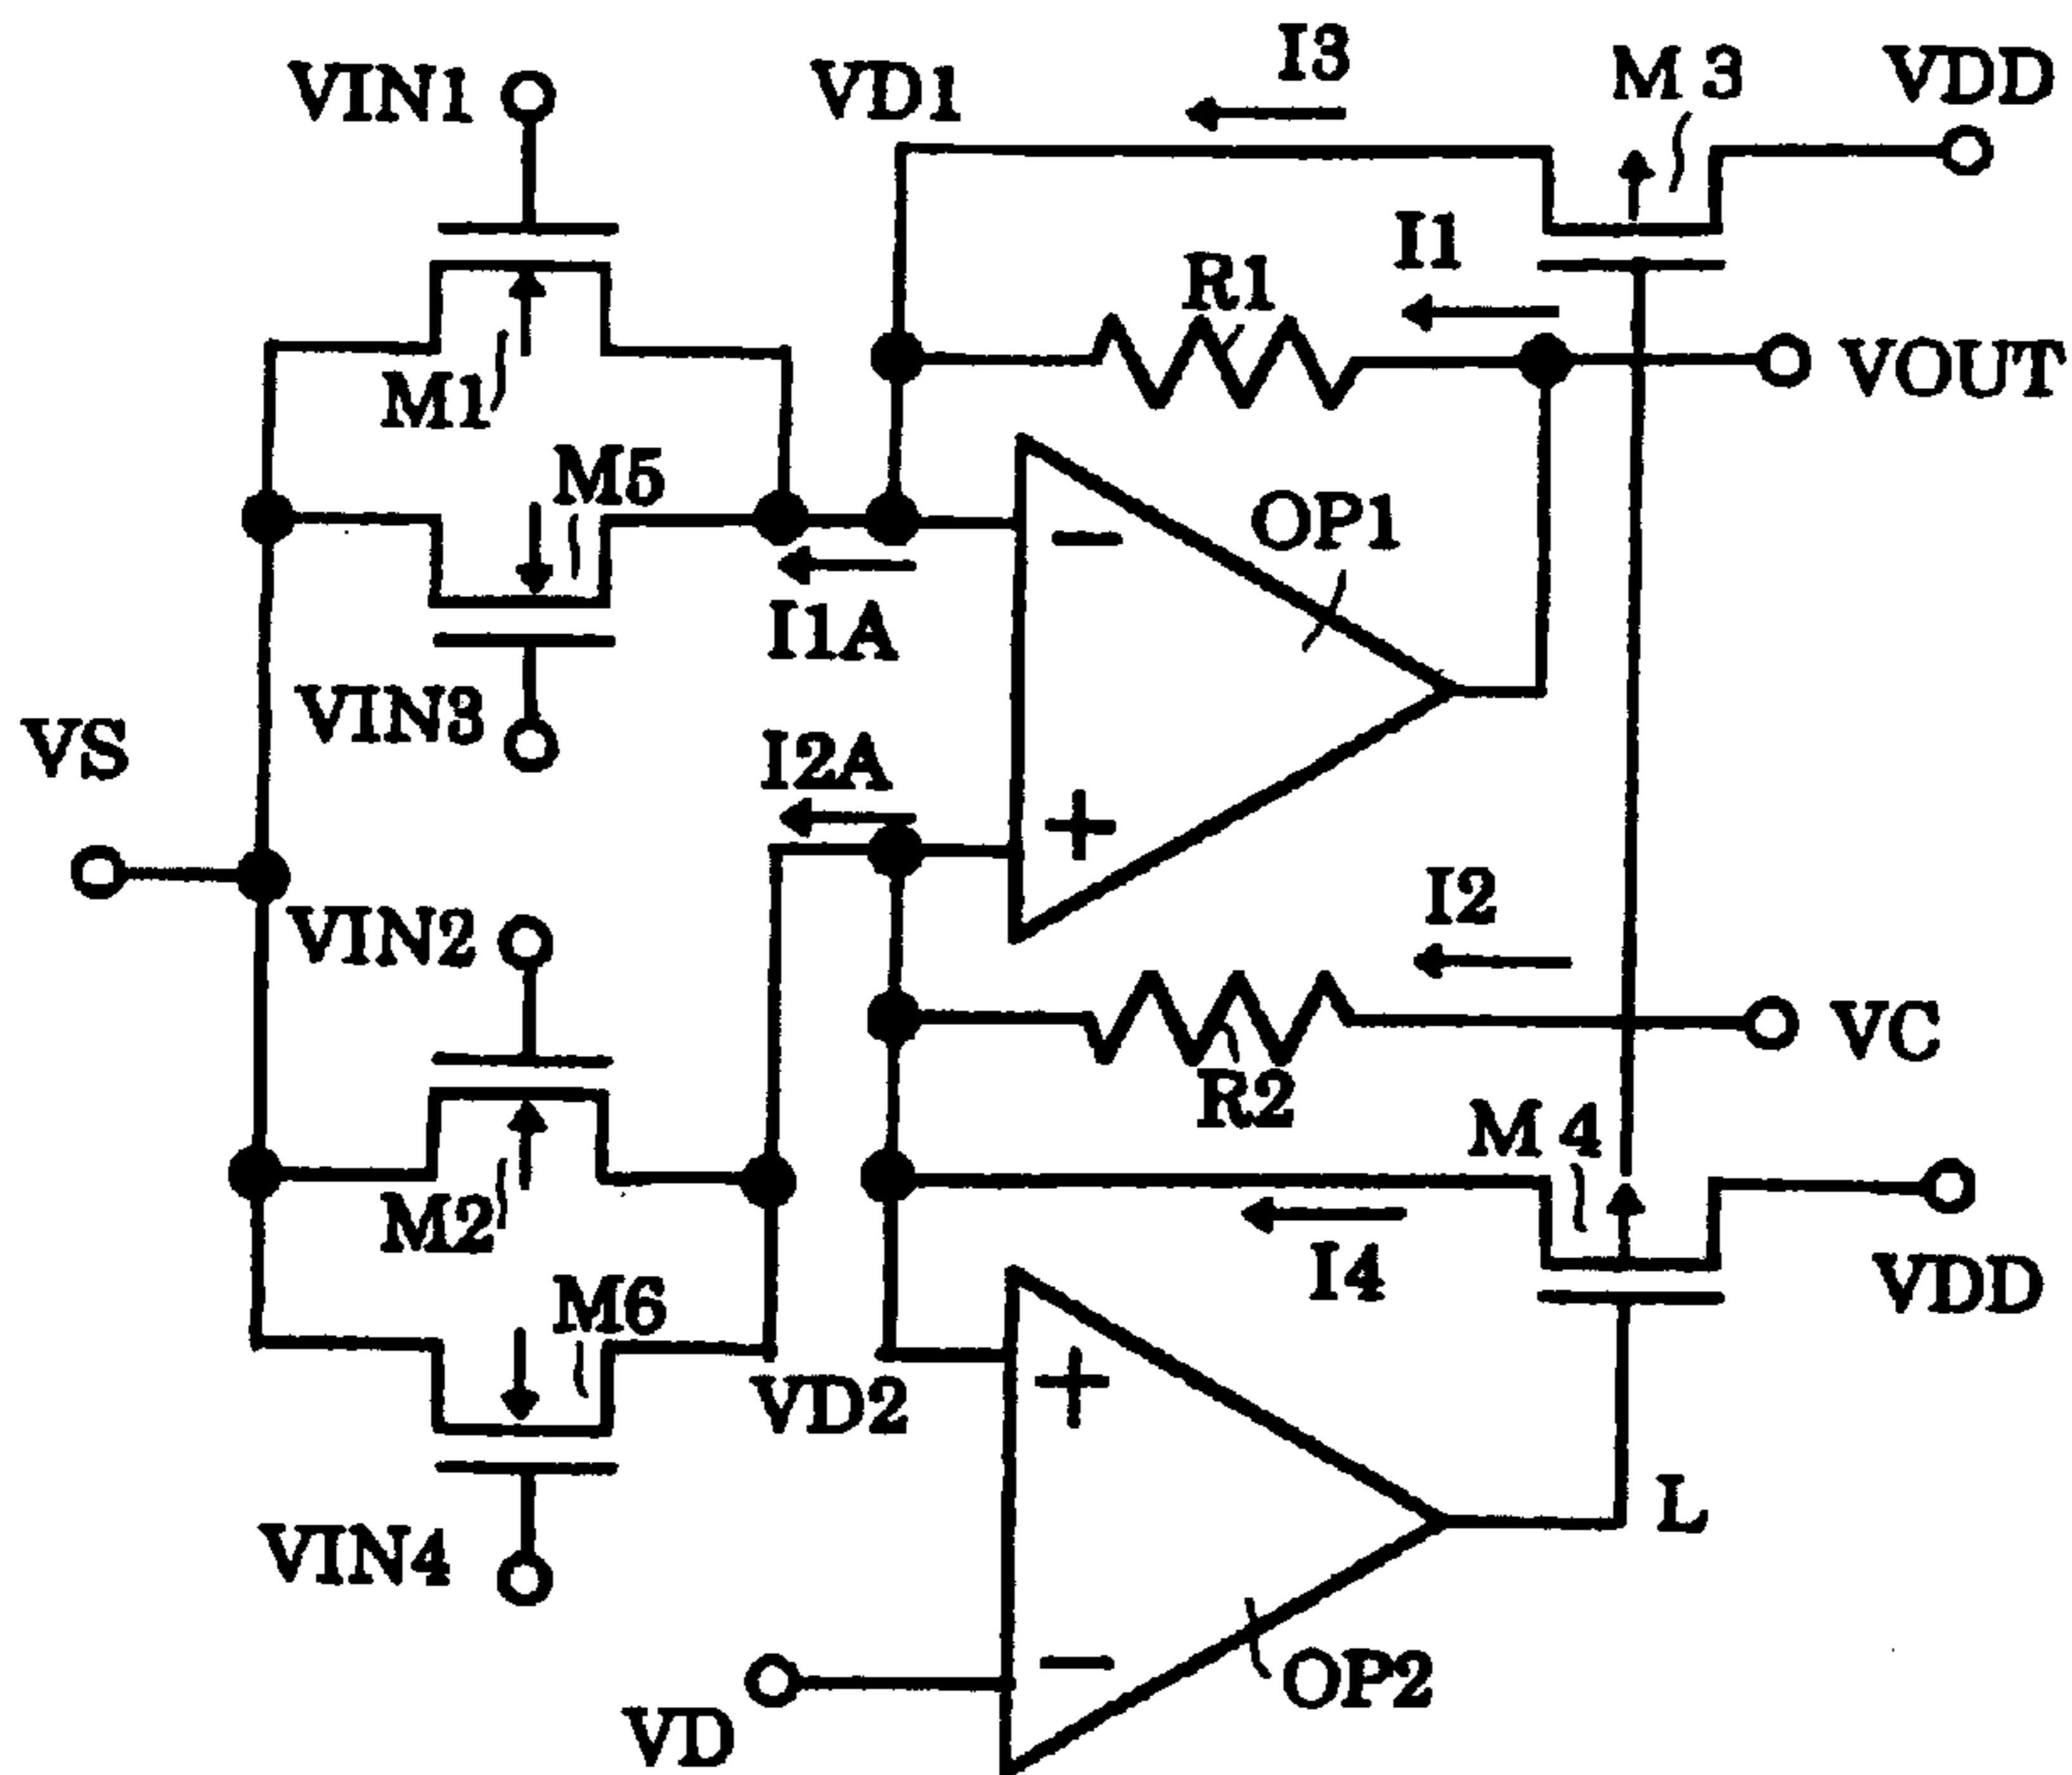 I3
M3
VDD
VIN1
VD1
I1
R1
VOUT
M1
M5
OP1
I1A
VIN3
VS
I2A
−
+
I2
VIN2
VC
R2
M4
M2
I4
VDD
M6
VD2
+
L
VIN4
−
OP2
VD